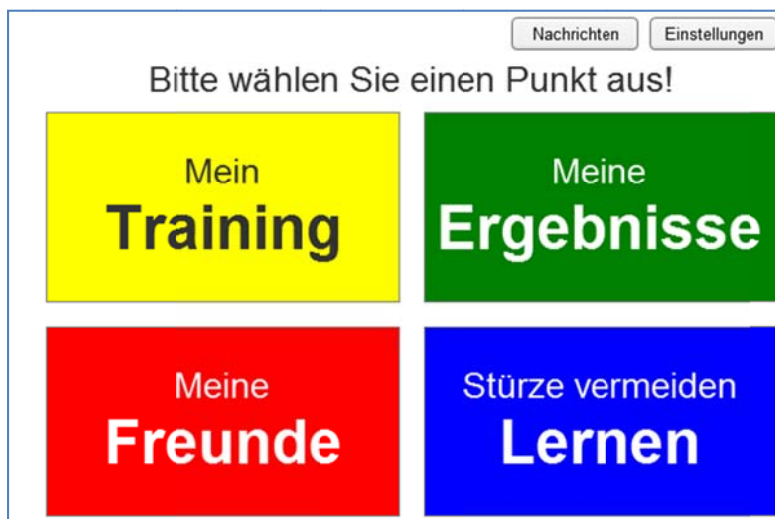 Nachrichten Einstellungen
Bitte wählen Sie einen Punkt aus!
Mein
Training
Meine
Ergebnisse
Meine
Freunde
Stürze vermeiden
Lernen